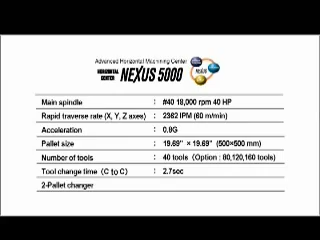 Advanced Horizontal Machining Center
HORIZONTAL CENTER NEXUS 5000
Main spindle : #40 18,000 rpm 40 HP
Rapid traverse rate (X, Y, Z axes) : 2362 IPM (60 m/min)
Acceleration : 0.9G
Pallet size : 19.69" × 19.69" (500×500 mm)
Number of tools : 40 tools (Option : 80,120,160 tools)
Tool change time (C to C) : 2.7sec
2-Pallet changer